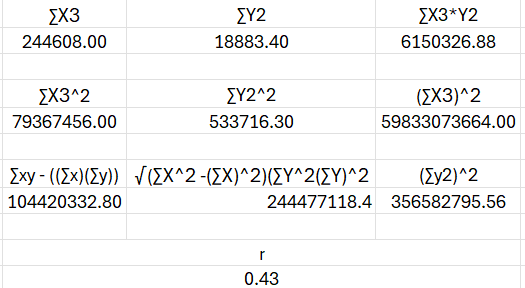 ∑X3 ∑Y2 ∑X3*Y2
244608.00 18883.40 6150326.88
∑X3^2 ∑Y2^2 (∑X3)^2
79367456.00 533716.30 59833073664.00
∑xy - ((∑x)(∑y)) √(∑X^2 -(∑X)^2)(∑Y^2(∑Y)^2 (∑y2)^2
104420332.80 244477118.4 356582795.56
r
0.43